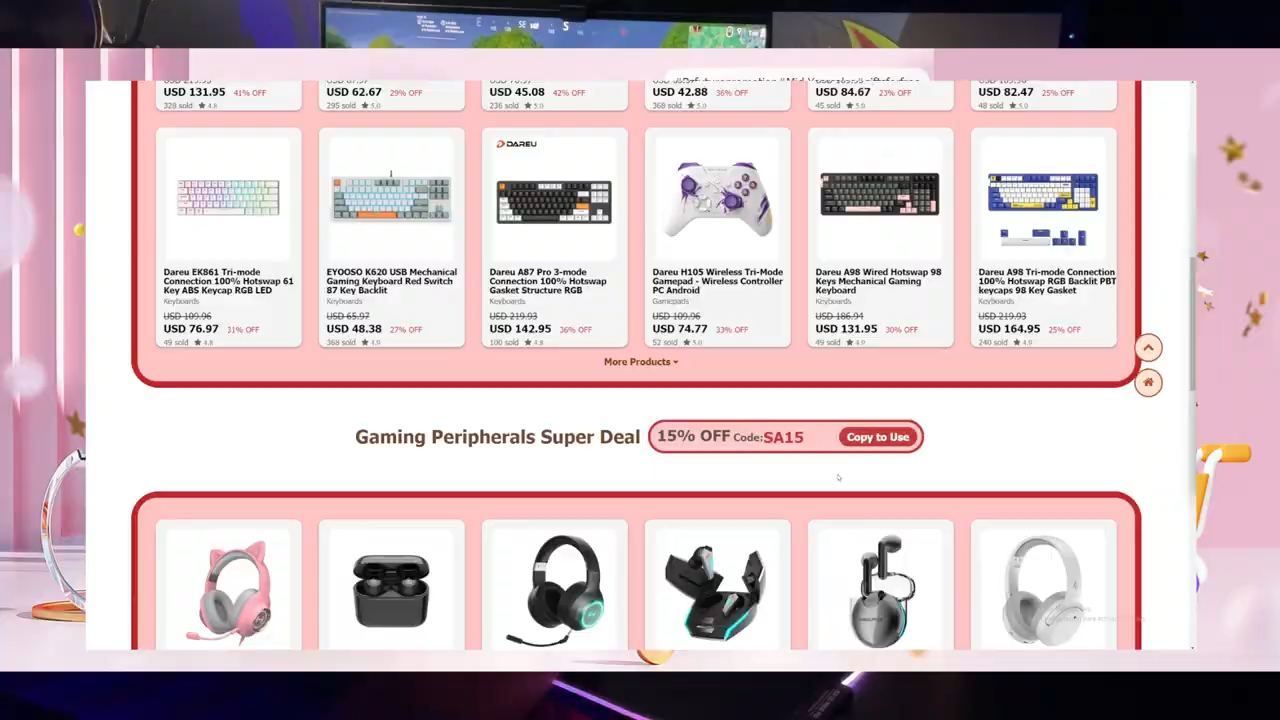 USD 131.95 41% OFF
328 sold ★ 4.8
USD 62.67 29% OFF
295 sold ★ 5.0
USD 45.08 42% OFF
236 sold ★ 5.0
USD 42.88 36% OFF
368 sold ★ 5.0
USD 84.67 23% OFF
45 sold ★ 5.0
USD 82.47 25% OFF
48 sold ★ 5.0
Dareu EK861 Tri-mode
Connection 100% Hotswap 61
Key ABS Keycap RGB LED
Keyboards
USD 109.96
USD 76.97 31% OFF
49 sold ★ 4.8
EYOOSO K620 USB Mechanical
Gaming Keyboard Red Switch
87 Key Backlit
Keyboards
USD 65.97
USD 48.38 27% OFF
368 sold ★ 4.9
DAREU
Dareu A87 Pro 3-mode
Connection 100% Hotswap
Gasket Structure RGB
Keyboards
USD 219.93
USD 142.95 36% OFF
100 sold ★ 4.8
Dareu H105 Wireless Tri-Mode
Gamepad - Wireless Controller
PC Android
Gamepads
USD 109.96
USD 74.77 33% OFF
52 sold ★ 5.0
Dareu A98 Wired Hotswap 98
Keys Mechanical Gaming
Keyboard
Keyboards
USD 186.94
USD 131.95 30% OFF
49 sold ★ 4.9
Dareu A98 Tri-mode Connection
100% Hotswap RGB Backlit PBT
keycaps 98 Key Gasket
Keyboards
USD 219.93
USD 164.95 25% OFF
240 sold ★ 4.9
More Products
Gaming Peripherals Super Deal
15% OFF Code:SA15
Copy to Use